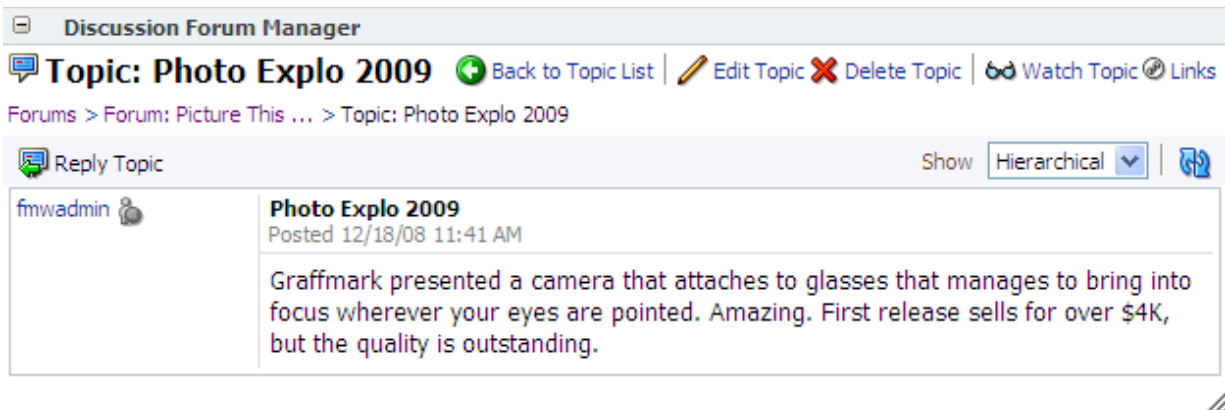 Discussion Forum Manager
Topic: Photo Explo 2009 Back to Topic List Edit Topic Delete Topic Watch Topic Links
Forums > Forum: Picture This ... > Topic: Photo Explo 2009
Reply Topic Show Hierarchical
fmwadmin Photo Explo 2009
Posted 12/18/08 11:41 AM
Graffmark presented a camera that attaches to glasses that manages to bring into
focus wherever your eyes are pointed. Amazing. First release sells for over $4K,
but the quality is outstanding.